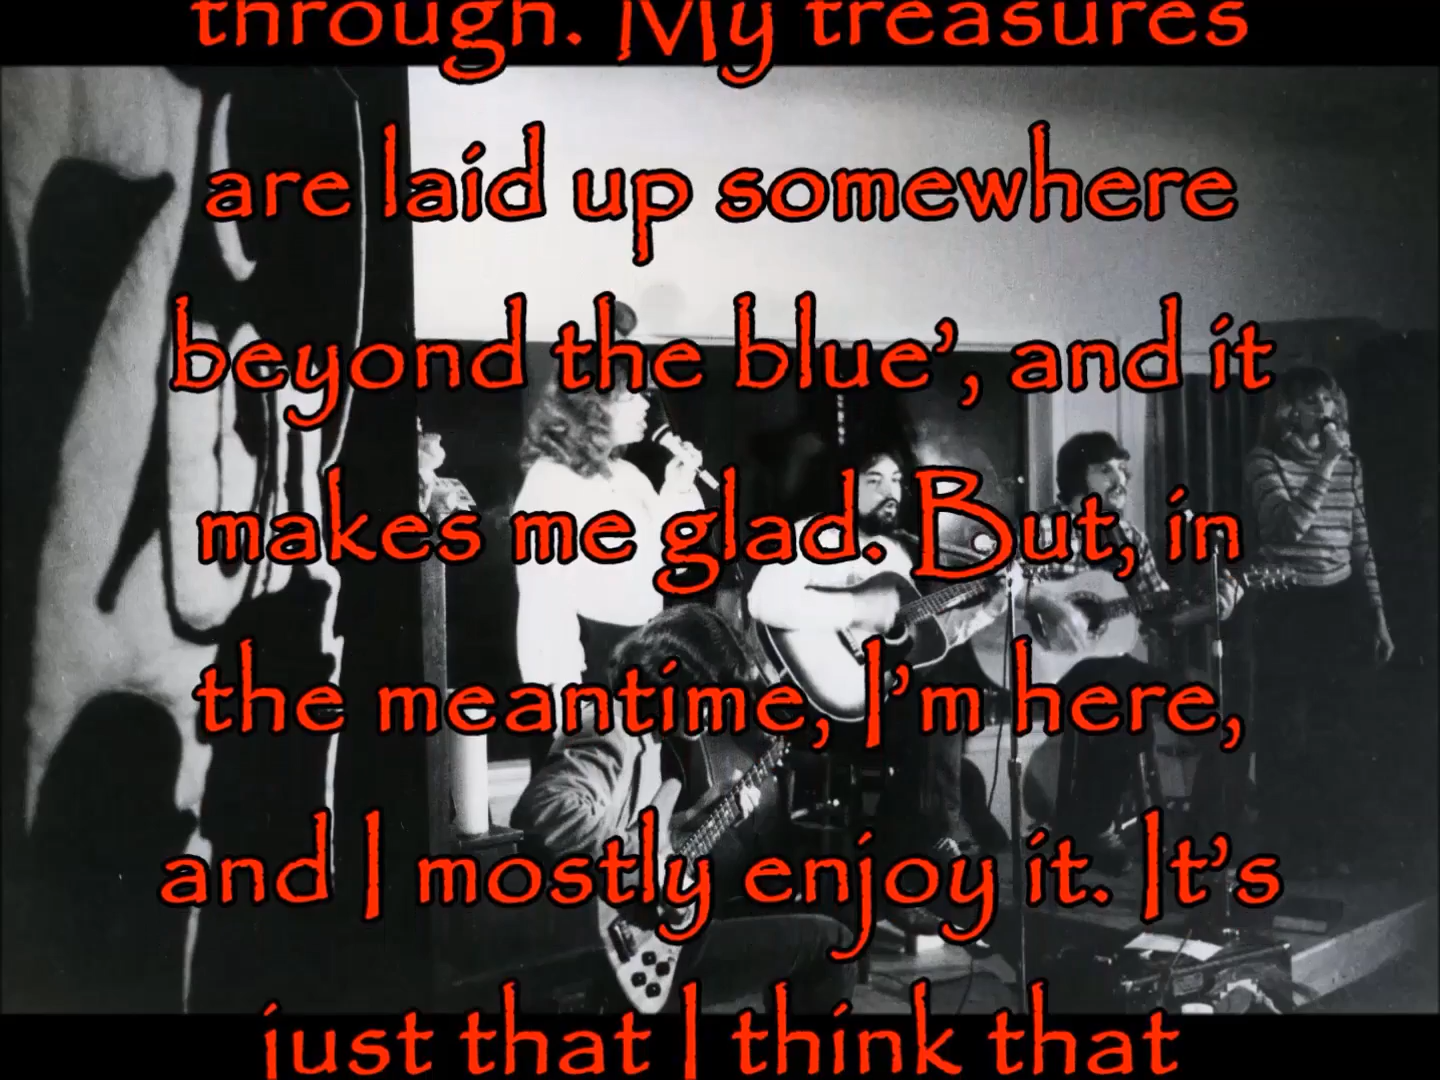 through. My treasures
are laid up somewhere
beyond the blue’, and it
makes me glad. But, in
the meantime, I’m here,
and I mostly enjoy it. It’s
just that I think that